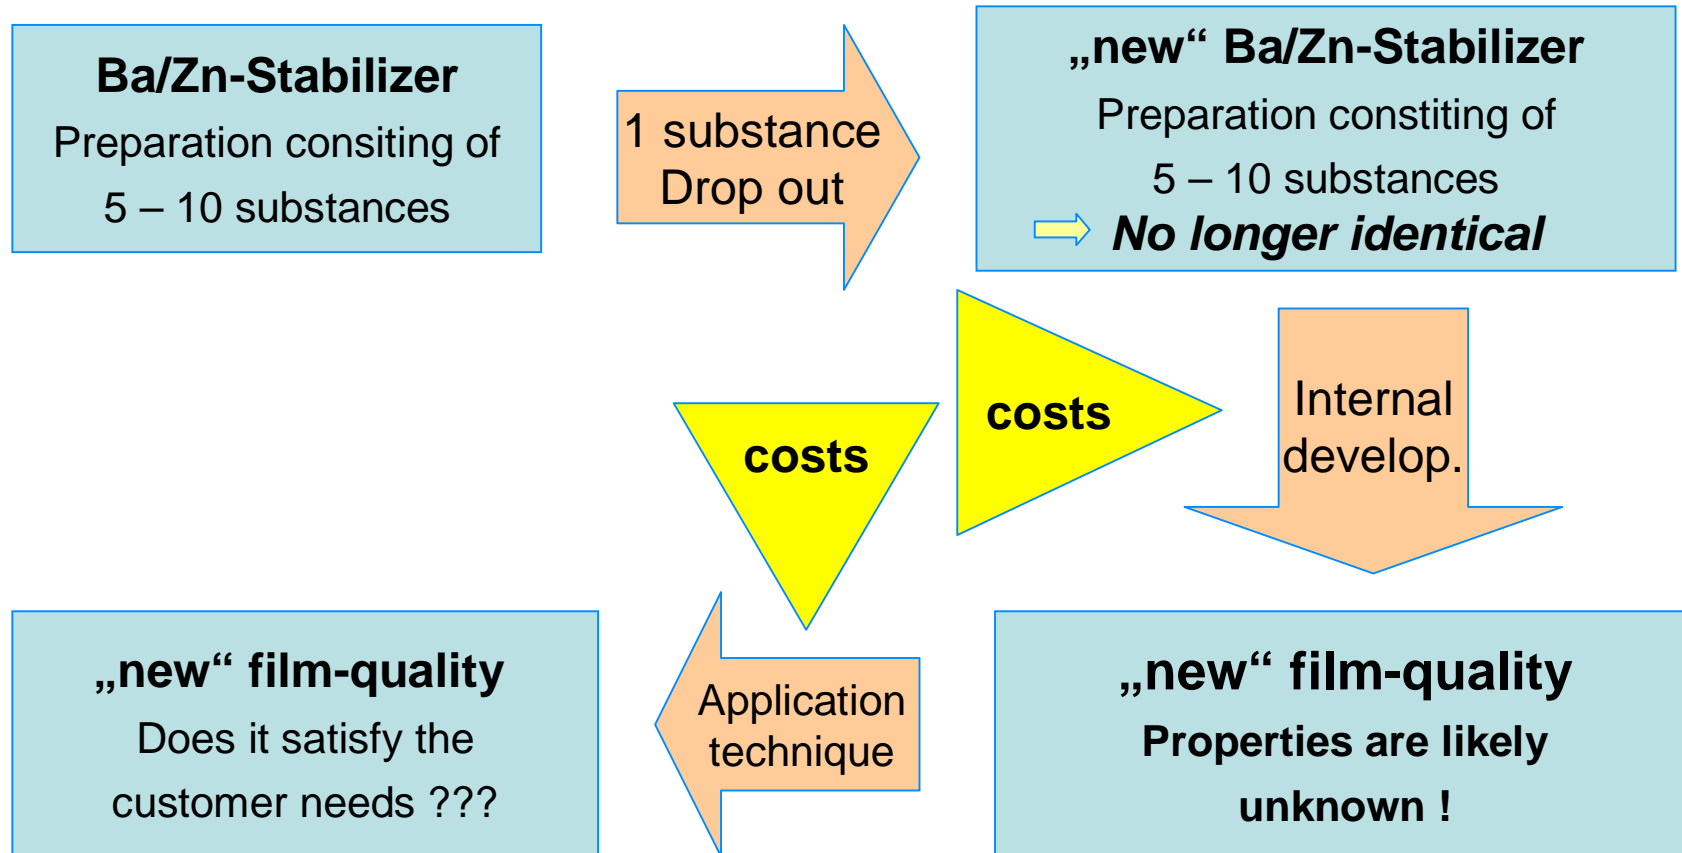 Ba/Zn-Stabilizer
Preparation consiting of
5 – 10 substances
1 substance
Drop out
„new“ Ba/Zn-Stabilizer
Preparation constiting of
5 – 10 substances
No longer identical
costs
costs
Internal
develop.
„new“ film-quality
Properties are likely
unknown !
Application
technique
„new“ film-quality
Does it satisfy the
customer needs ???